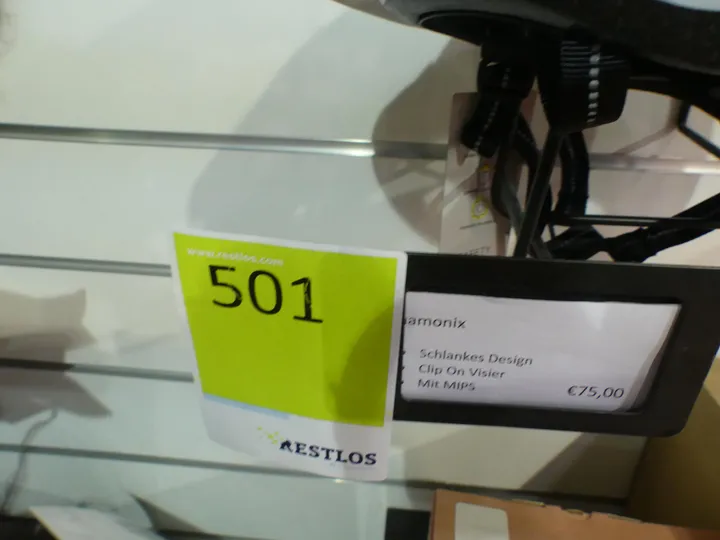 www.restlos.com
501
RESTLOS
amonix
Schlankes Design
Clip On Visier
Mit MIPS
€75,00